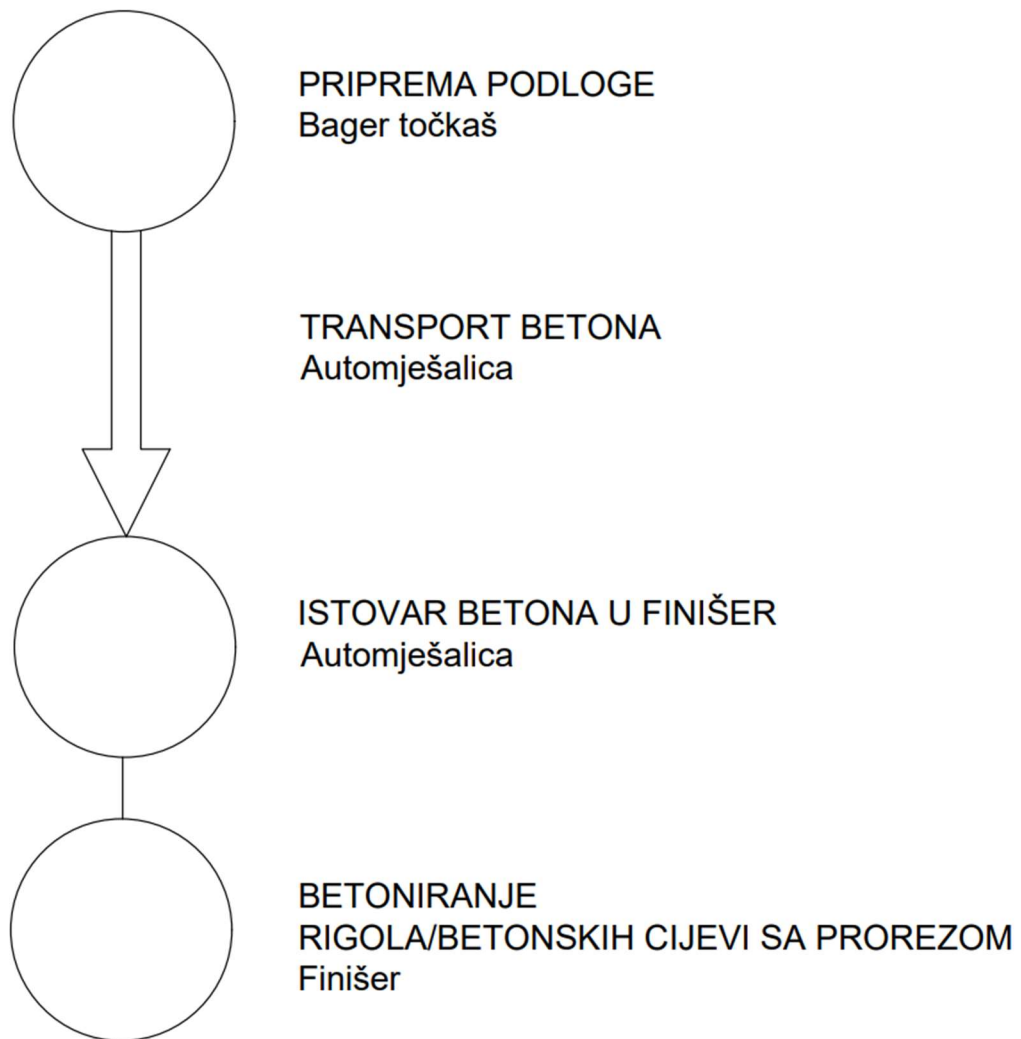 PRIPREMA PODLOGE
Bager točkaš
TRANSPORT BETONA
Automješalica
ISTOVAR BETONA U FINIŠER
Automješalica
BETONIRANJE
RIGOLA/BETONSKIH CIJEVI SA PROREZOM
Finišer